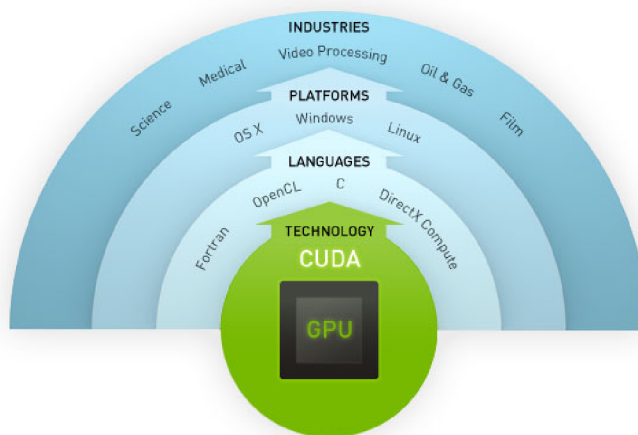 INDUSTRIES
Science
Medical
Video Processing
Oil & Gas
Film
PLATFORMS
OS X
Windows
Linux
LANGUAGES
Fortran
OpenCL
C
DirectX Compute
TECHNOLOGY
CUDA
GPU